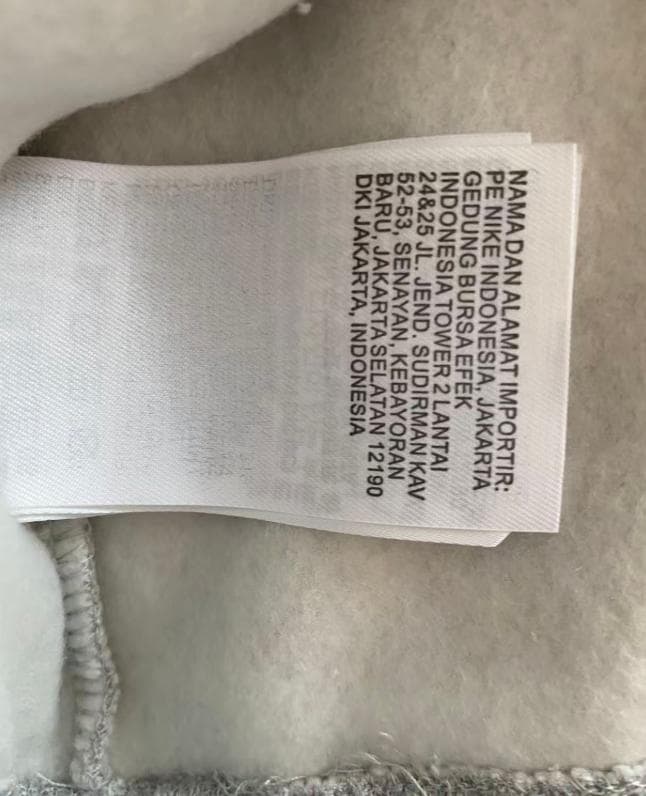 NAMA DAN ALAMAT IMPORTIR:
PE NIKE INDONESIA, JAKARTA
GEDUNG BURSA EFEK
INDONESIA TOWER 2 LANTAI
24&25 JL. JEND. SUDIRMAN KAV
52-53, SENAYAN, KEBAYORAN
BARU, JAKARTA SELATAN 12190
DKI JAKARTA, INDONESIA